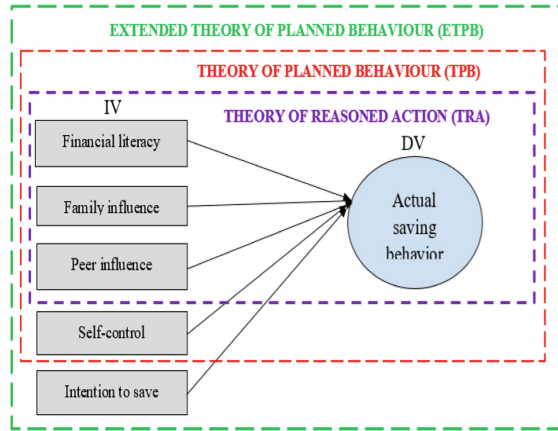 EXTENDED THEORY OF PLANNED BEHAVIOUR (ETPB)
THEORY OF PLANNED BEHAVIOUR (TPB)
THEORY OF REASONED ACTION (TRA)
IV
DV
Financial literacy
Family influence
Peer influence
Self-control
Intention to save
Actual
saving
behavior